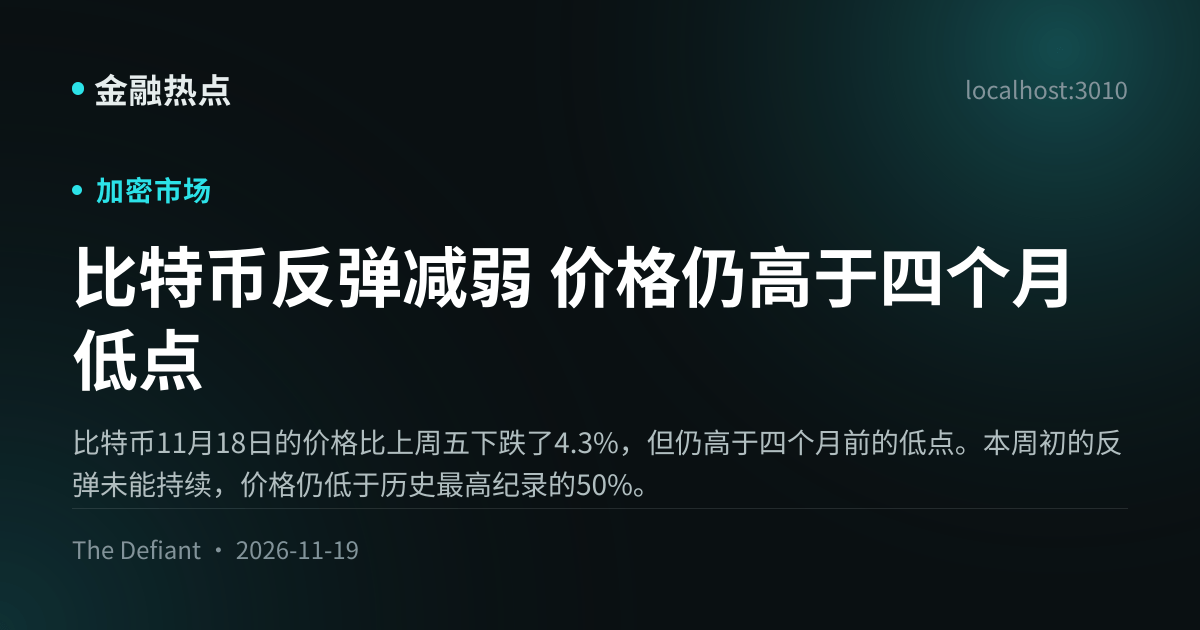 金融热点
localhost:3010
加密市场
比特币反弹减弱 价格仍高于四个月
低点
比特币11月18日的价格比上周五下跌了4.3%，但仍高于四个月前的低点。本周初的反
弹未能持续，价格仍低于历史最高纪录的50%。
The Defiant • 2026-11-19